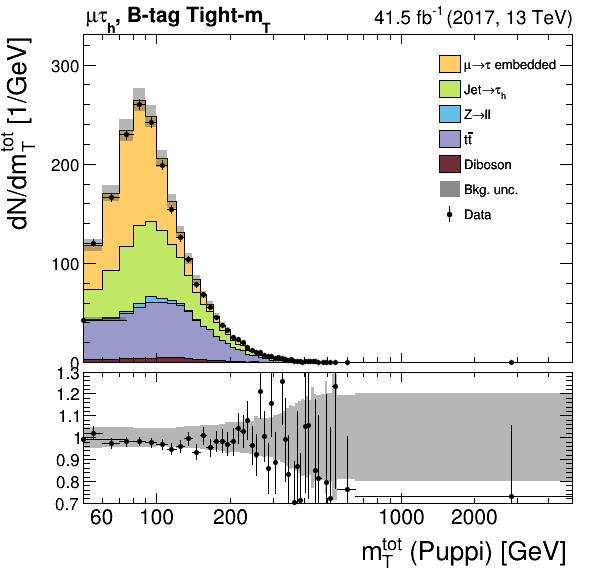 μτh, B-tag Tight-mT
41.5 fb-1 (2017, 13 TeV)
dN/dmTtot [1/GeV]
300
200
100
0
μ→τ embedded
Jet→τh
Z→ll
tt̄
Diboson
Bkg. unc.
Data
1.3
1.2
1.1
1
0.9
0.8
0.7
60 100 200 1000 2000
mTtot (Puppi) [GeV]